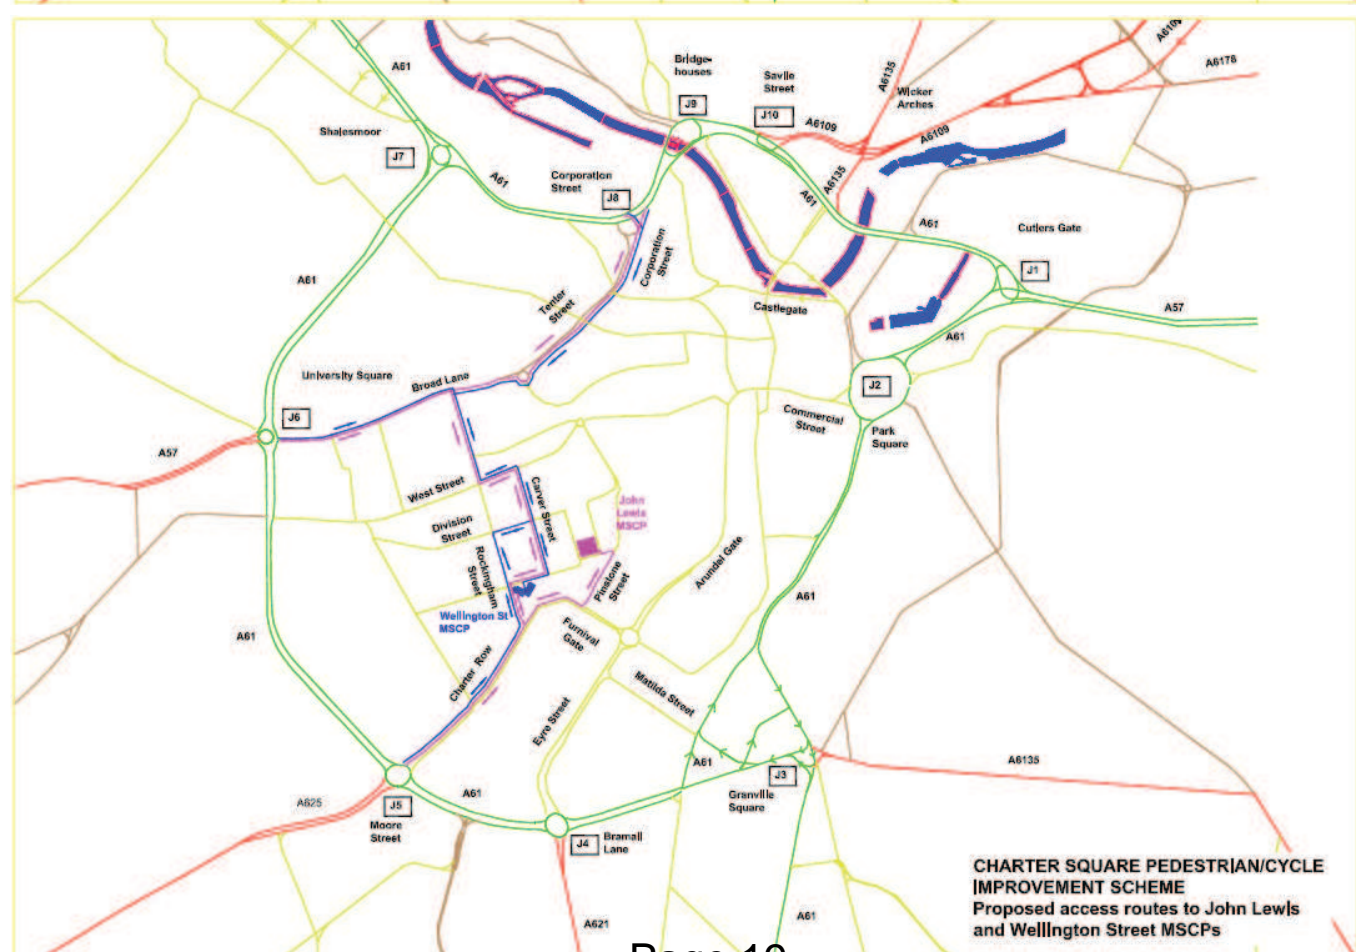 A61
Shalesmoor
J7
A61
Bridge-
houses
J9
Savile
Street
J10
A6109
A6135
Wicker
Arches
A6109
A6178
A6109
Corporation
Street
J8
A6135
A61
A61
Cutlers Gate
J1
A57
A61
Castlegate
Corporation
Street
Tenter
Street
A61
University Square
Broad Lane
J6
A57
J2
Commercial
Street
Park
Square
West Street
Carver Street
John
Lewis
MSCP
Division
Street
Rockingham
Street
Pinstone
Street
Arundel Gate
Wellington St
MSCP
A61
A61
Furnival
Gate
Charter Row
Matilda Street
Eyre Street
A61
J3
Granville
Square
A6135
A625
J5
Moore
Street
A61
J4
Bramall
Lane
A621
A61
CHARTER SQUARE PEDESTRIAN/CYCLE
IMPROVEMENT SCHEME
Proposed access routes to John Lewis
and Wellington Street MSCPs